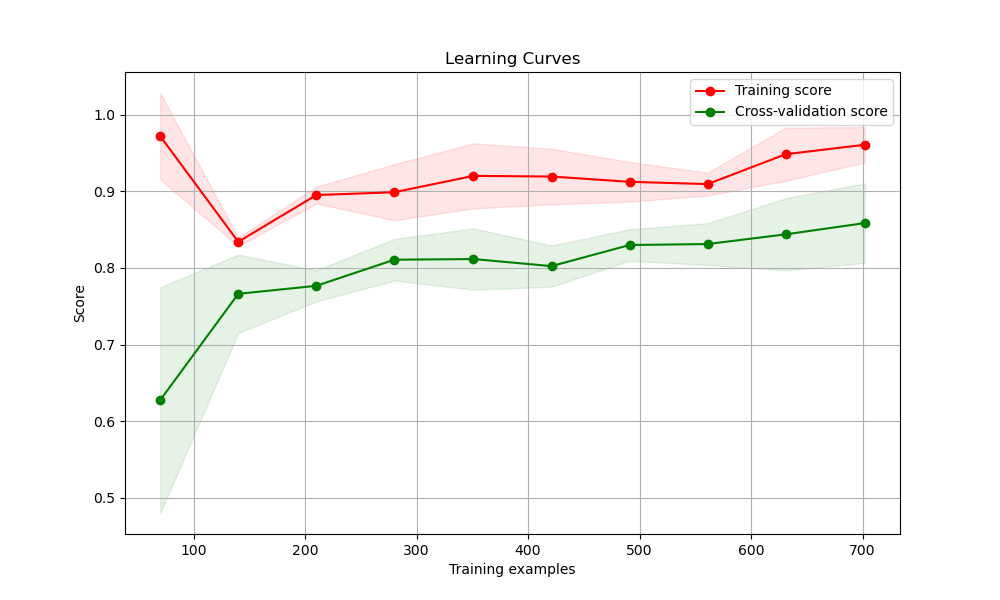 Learning Curves
Training score
Cross-validation score
1.0
0.9
0.8
0.7
0.6
0.5
Score
100 200 300 400 500 600 700
Training examples